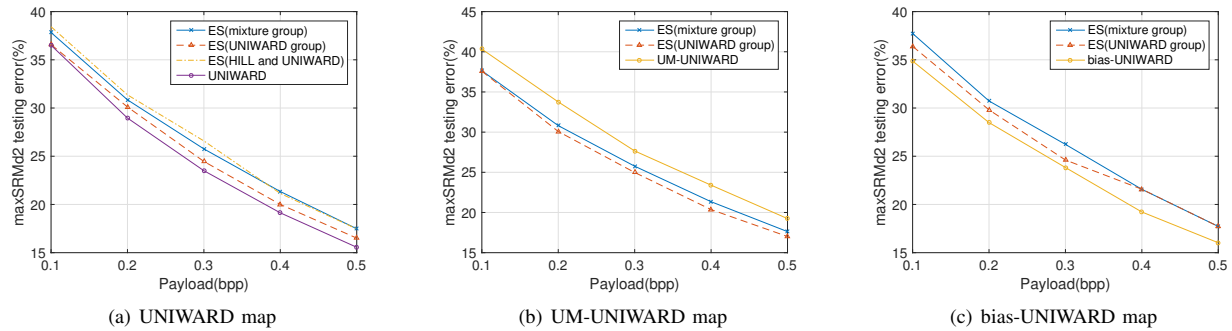 maxSRMd2 testing error(%)
40
35
30
25
20
15
0.1
0.2
0.3
0.4
0.5
Payload(bpp)
ES(mixture group)
ES(UNIWARD group)
ES(HILL and UNIWARD)
UNIWARD
(a) UNIWARD map
maxSRMd2 testing error(%)
45
40
35
30
25
20
15
0.1
0.2
0.3
0.4
0.5
Payload(bpp)
ES(mixture group)
ES(UNIWARD group)
UM-UNIWARD
(b) UM-UNIWARD map
maxSRMd2 testing error(%)
40
35
30
25
20
15
0.1
0.2
0.3
0.4
0.5
Payload(bpp)
ES(mixture group)
ES(UNIWARD group)
bias-UNIWARD
(c) bias-UNIWARD map